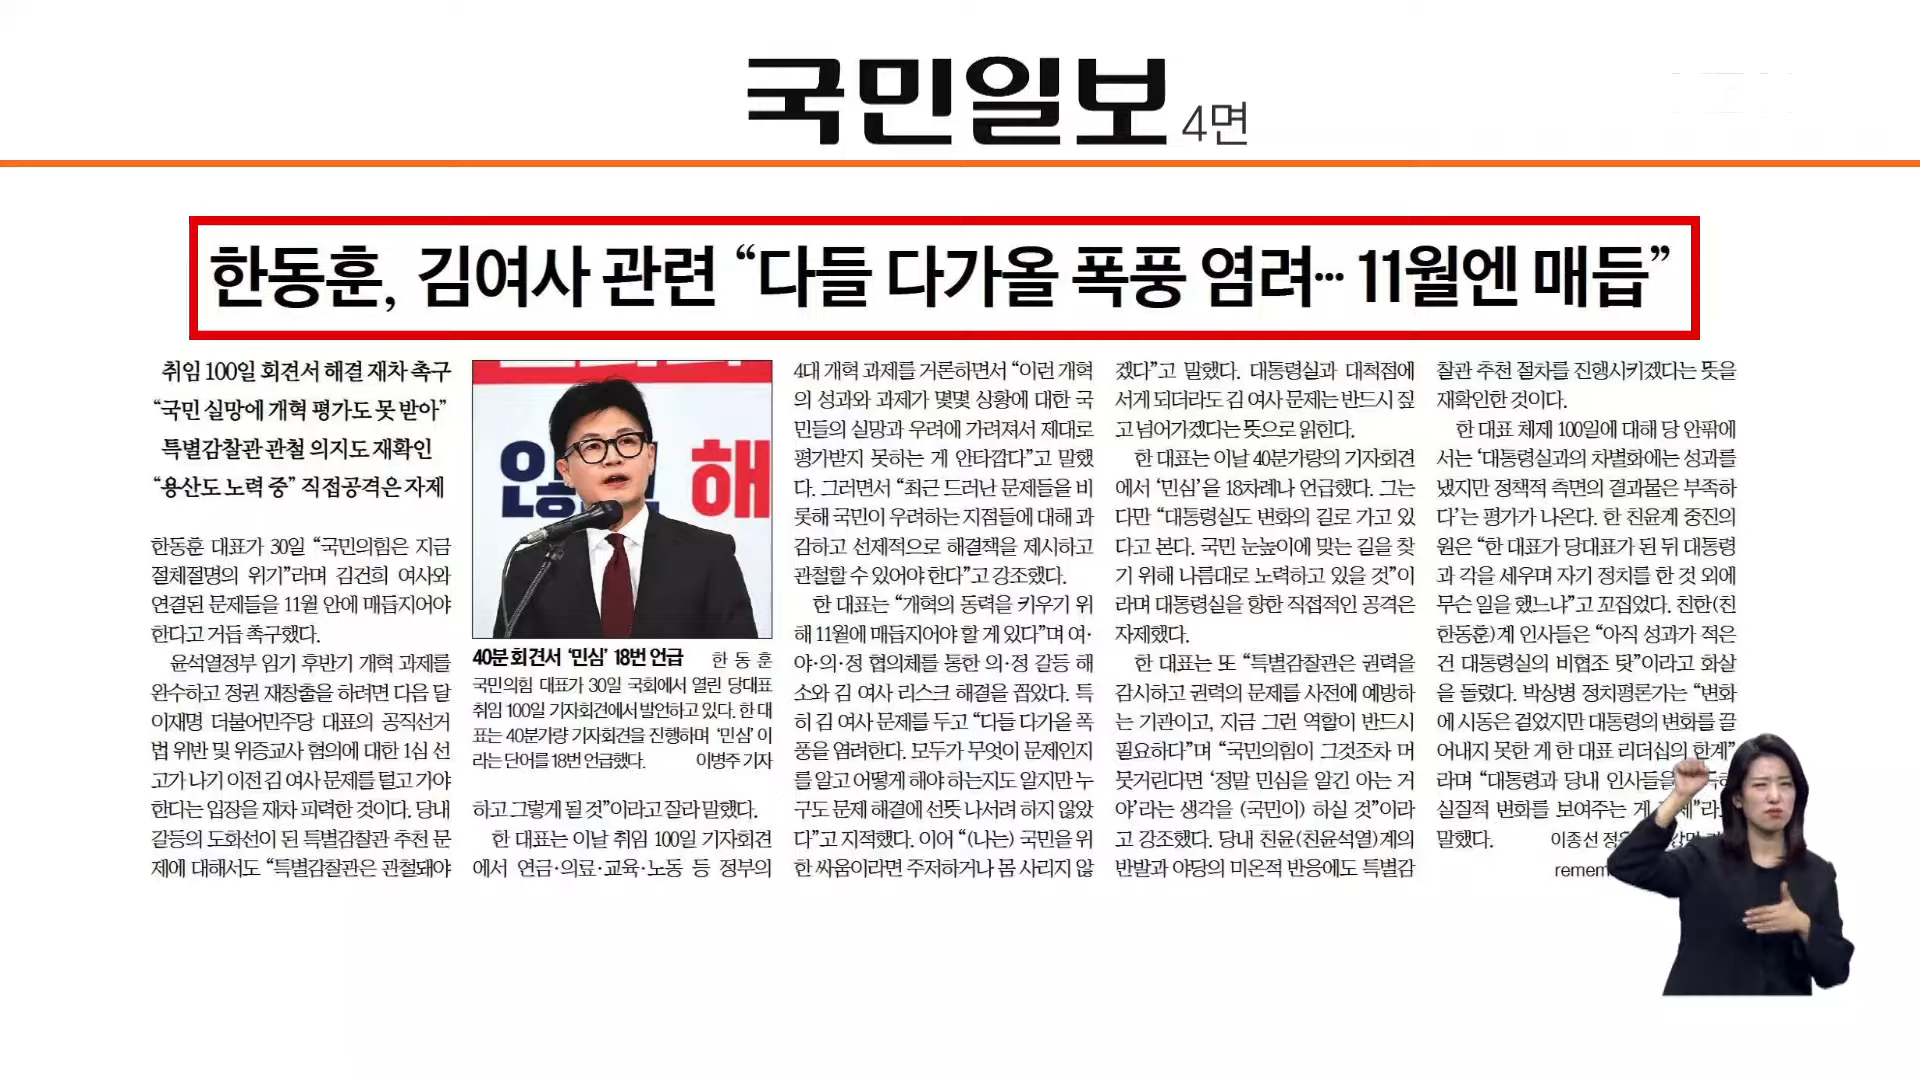 국민일보 4면
한동훈, 김여사 관련 “다들 다가올 폭풍 염려… 11월엔 매듭”
취임 100일 회견서 해결 재차 촉구
“국민 실망에 개혁 평가도 못 받아”
특별감찰관 관철 의지도 재확인
“용산도 노력 중” 직접공격은 자제
한동훈 대표가 30일 “국민의힘은 지금
절체절명의 위기”라며 김건희 여사와
연결된 문제들을 11월 안에 매듭지어야
한다고 거듭 촉구했다.
윤석열정부 임기 후반기 개혁 과제를
완수하고 정권 재창출을 하려면 다음 달
이재명 더불어민주당 대표의 공직선거
법 위반 및 위증교사 혐의에 대한 1심 선
고가 나기 이전 김 여사 문제를 털고 가야
한다는 입장을 재차 피력한 것이다. 당내
갈등의 도화선이 된 특별감찰관 추천 문
제에 대해서도 “특별감찰관은 관철돼야
않 해
40분 회견서 ‘민심’ 18번 언급 한동훈
국민의힘 대표가 30일 국회에서 열린 당대표
취임 100일 기자회견에서 발언하고 있다. 한 대
표는 40분가량 기자회견을 진행하며 ‘민심’이
라는 단어를 18번 언급했다. 이병주 기자
하고 그렇게 될 것”이라고 잘라 말했다.
한 대표는 이날 취임 100일 기자회견
에서 연금·의료·교육·노동 등 정부의
4대 개혁 과제를 거론하면서 “이런 개혁
의 성과와 과제가 몇몇 상황에 대한 국
민들의 실망과 우려에 가려져서 제대로
평가받지 못하는 게 안타깝다”고 말했
다. 그러면서 “최근 드러난 문제들을 비
롯해 국민이 우려하는 지점들에 대해 과
감하고 선제적으로 해결책을 제시하고
관철할 수 있어야 한다”고 강조했다.
한 대표는 “개혁의 동력을 키우기 위
해 11월에 매듭지어야 할 게 있다”며 여·
야·의·정 협의체를 통한 의·정 갈등 해
소와 김 여사 리스크 해결을 꼽았다. 특
히 김 여사 문제를 두고 “다들 다가올 폭
풍을 염려한다. 모두가 무엇이 문제인지
를 알고 어떻게 해야 하는지도 알지만 누
구도 문제 해결에 선뜻 나서려 하지 않았
다”고 지적했다. 이어 “(나는) 국민을 위
한 싸움이라면 주저하거나 몸 사리지 않
겠다”고 말했다. 대통령실과 대척점에
서게 되더라도 김 여사 문제는 반드시 짚
고 넘어가겠다는 뜻으로 읽힌다.
한 대표는 이날 40분가량의 기자회견
에서 ‘민심’을 18차례나 언급했다. 그는
다만 “대통령실도 변화의 길로 가고 있
다고 본다. 국민 눈높이에 맞는 길을 찾
기 위해 나름대로 노력하고 있을 것”이
라며 대통령실을 향한 직접적인 공격은
자제했다.
한 대표는 또 “특별감찰관은 권력을
감시하고 권력의 문제를 사전에 예방하
는 기관이고, 지금 그런 역할이 반드시
필요하다”며 “국민의힘이 그것조차 머
뭇거린다면 ‘정말 민심을 알긴 아는 거
야’라는 생각을 (국민이) 하실 것”이라
고 강조했다. 당내 친윤(친윤석열)계의
반발과 야당의 미온적 반응에도 특별감
찰관 추천 절차를 진행시키겠다는 뜻을
재확인한 것이다.
한 대표 체제 100일에 대해 당 안팎에
서는 ‘대통령실과의 차별화에는 성과를
냈지만 정책적 측면의 결과물은 부족하
다’는 평가가 나온다. 한 친윤계 중진의
원은 “한 대표가 당대표가 된 뒤 대통령
과 각을 세우며 자기 정치를 한 것 외에
무슨 일을 했느냐”고 꼬집었다. 친한(친
한동훈)계 인사들은 “아직 성과가 적은
건 대통령실의 비협조 탓”이라고 화살
을 돌렸다. 박상병 정치평론가는 “변화
에 시동은 걸었지만 대통령의 변화를 끌
어내지 못한 게 한 대표 리더십의 한계”
라며 “대통령과 당내 인사들을
실질적 변화를 보여주는 게
말했다. 이종선